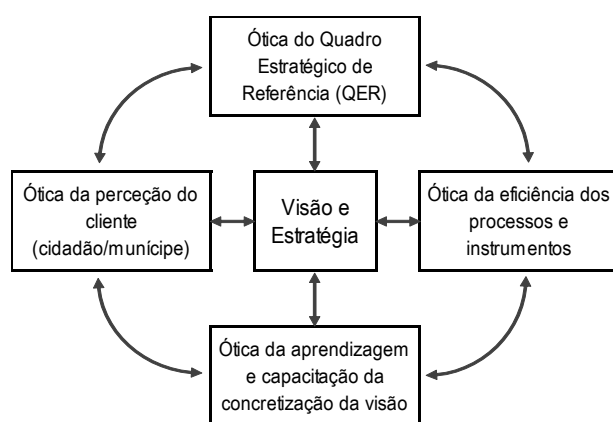 Ótica do Quadro
Estratégico de
Referência (QER)
Ótica da perceção do
cliente
(cidadão/munícipe)
Visão e
Estratégia
Ótica da eficiência dos
processos e
instrumentos
Ótica da aprendizagem
e capacitação da
concretização da visão